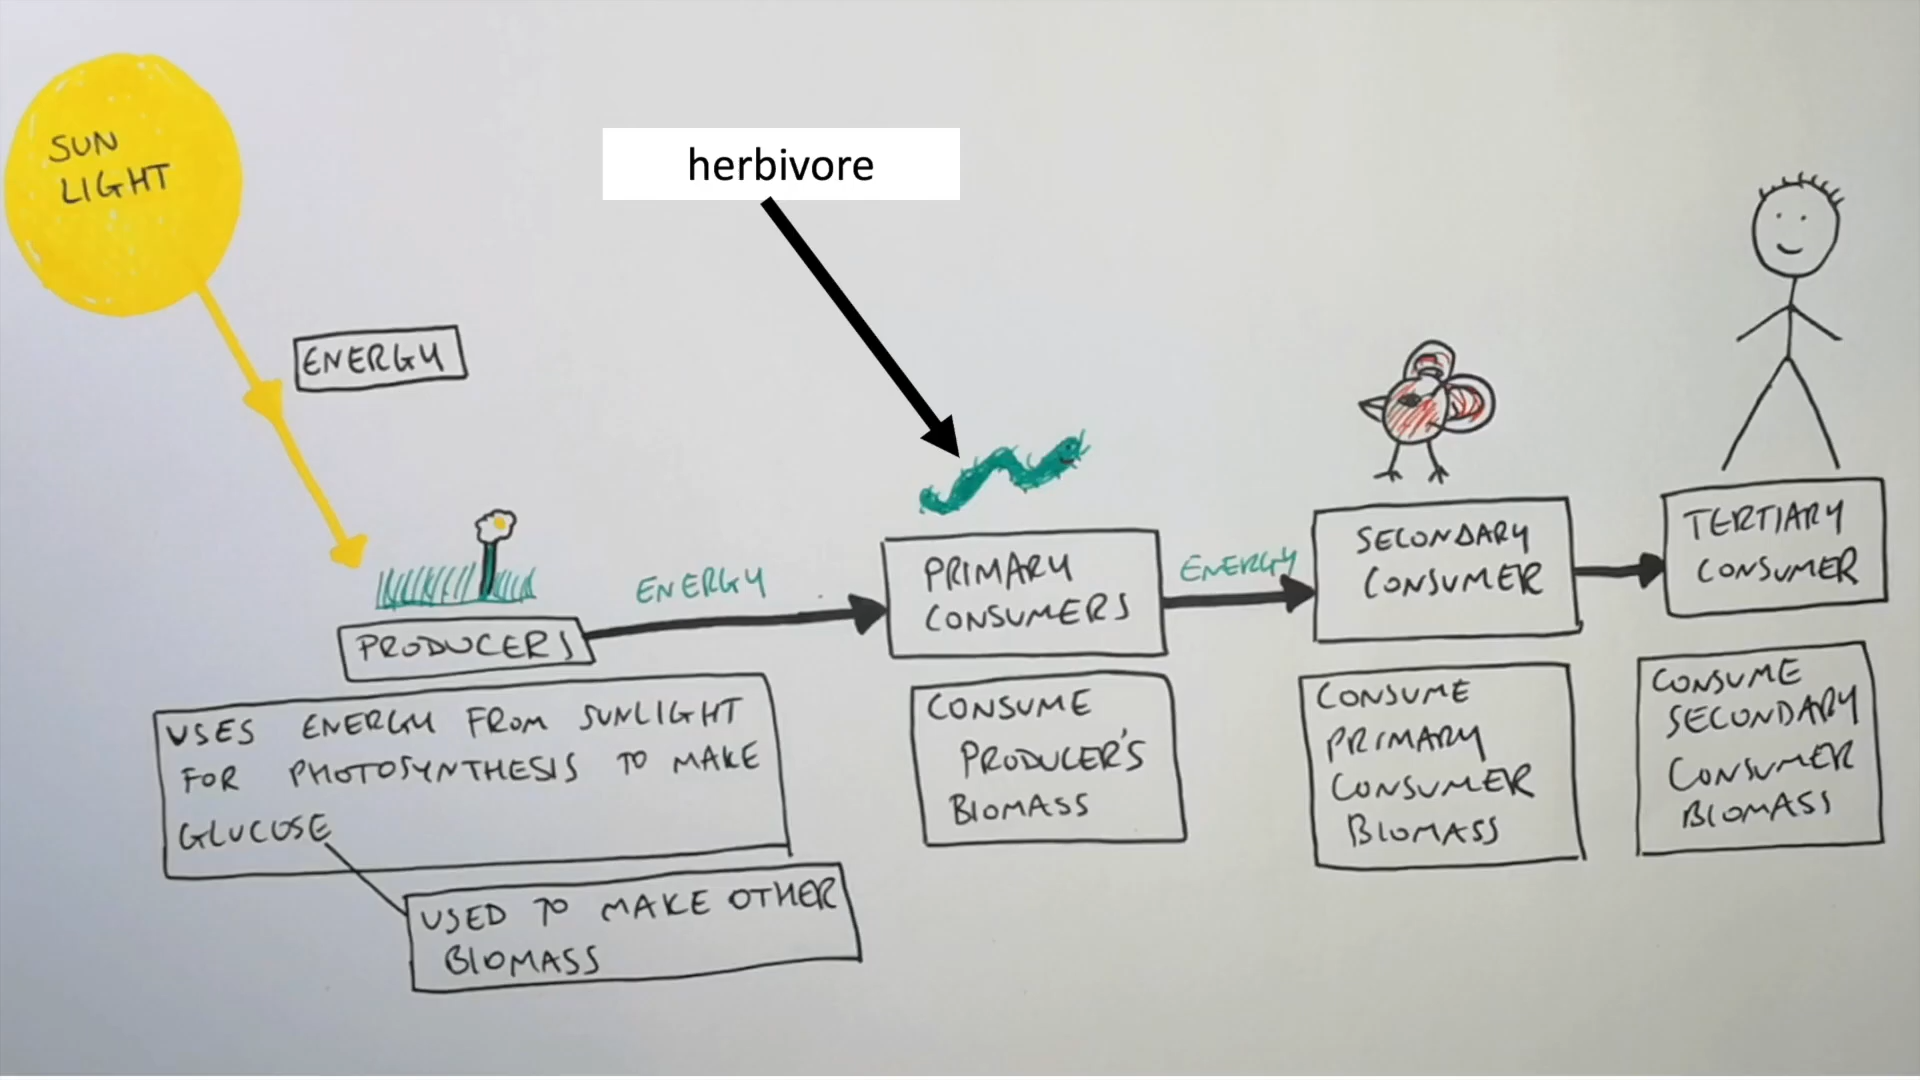 SUN
LIGHT
herbivore
ENERGY
PRODUCERS
ENERGY
PRIMARY
CONSUMERS
ENERGY
SECONDARY
CONSUMER
TERTIARY
CONSUMER
USES ENERGY FROM SUNLIGHT
FOR PHOTOSYNTHESIS TO MAKE
GLUCOSE
USED TO MAKE OTHER
BIOMASS
CONSUME
PRODUCER'S
BIOMASS
CONSUME
PRIMARY
CONSUMER
BIOMASS
CONSUME
SECONDARY
CONSUMER
BIOMASS